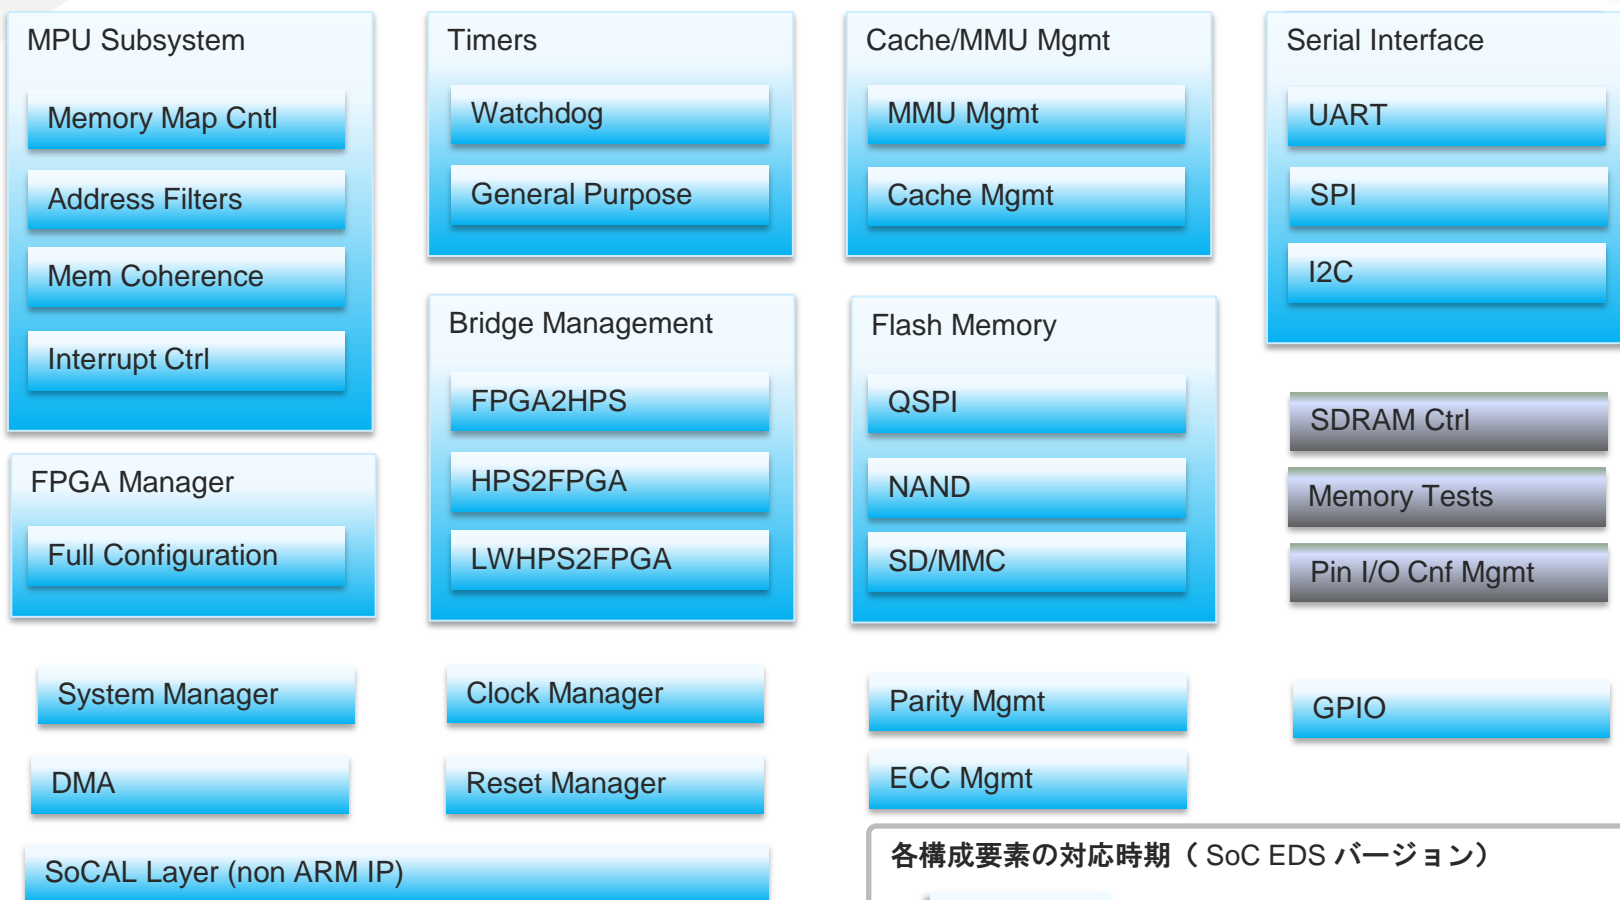 MPU Subsystem
Memory Map Cntl
Address Filters
Mem Coherence
Interrupt Ctrl
FPGA Manager
Full Configuration
System Manager
DMA
SoCAL Layer (non ARM IP)
Timers
Watchdog
General Purpose
Bridge Management
FPGA2HPS
HPS2FPGA
LWHPS2FPGA
Clock Manager
Reset Manager
Cache/MMU Mgmt
MMU Mgmt
Cache Mgmt
Flash Memory
QSPI
NAND
SD/MMC
Parity Mgmt
ECC Mgmt
Serial Interface
UART
SPI
I2C
SDRAM Ctrl
Memory Tests
Pin I/O Cnf Mgmt
GPIO
各構成要素の対応時期（ SoC EDS バージョン）